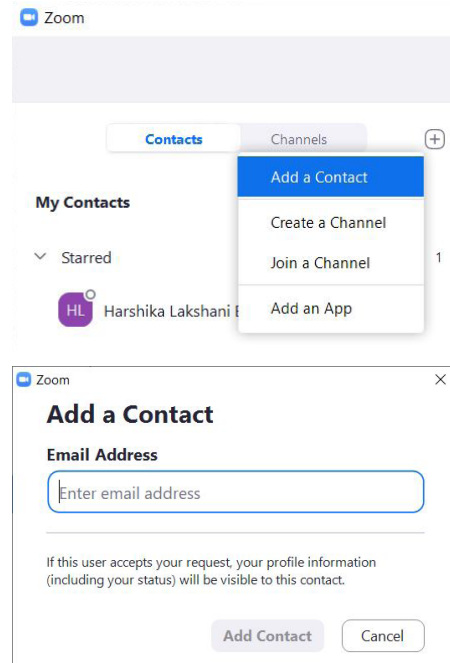 Zoom
Contacts Channels
Add a Contact
My Contacts
Create a Channel
Starred 1
Join a Channel
HL Harshika Lakshani
Add an App
Zoom
Add a Contact
Email Address
Enter email address
If this user accepts your request, your profile information
(including your status) will be visible to this contact.
Add Contact Cancel